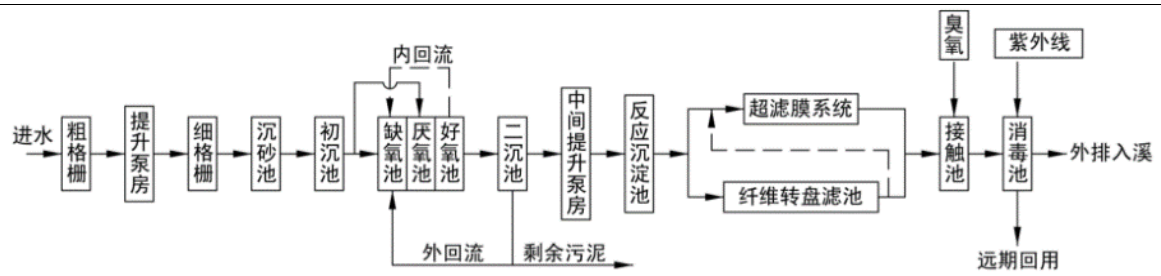 进水
粗格栅
提升泵房
细格栅
沉砂池
初沉池
内回流
缺氧池
厌氧池
好氧池
外回流
二沉池
剩余污泥
中间提升泵房
反应沉淀池
超滤膜系统
纤维转盘滤池
臭氧
接触池
紫外线
消毒池
外排入溪
远期回用